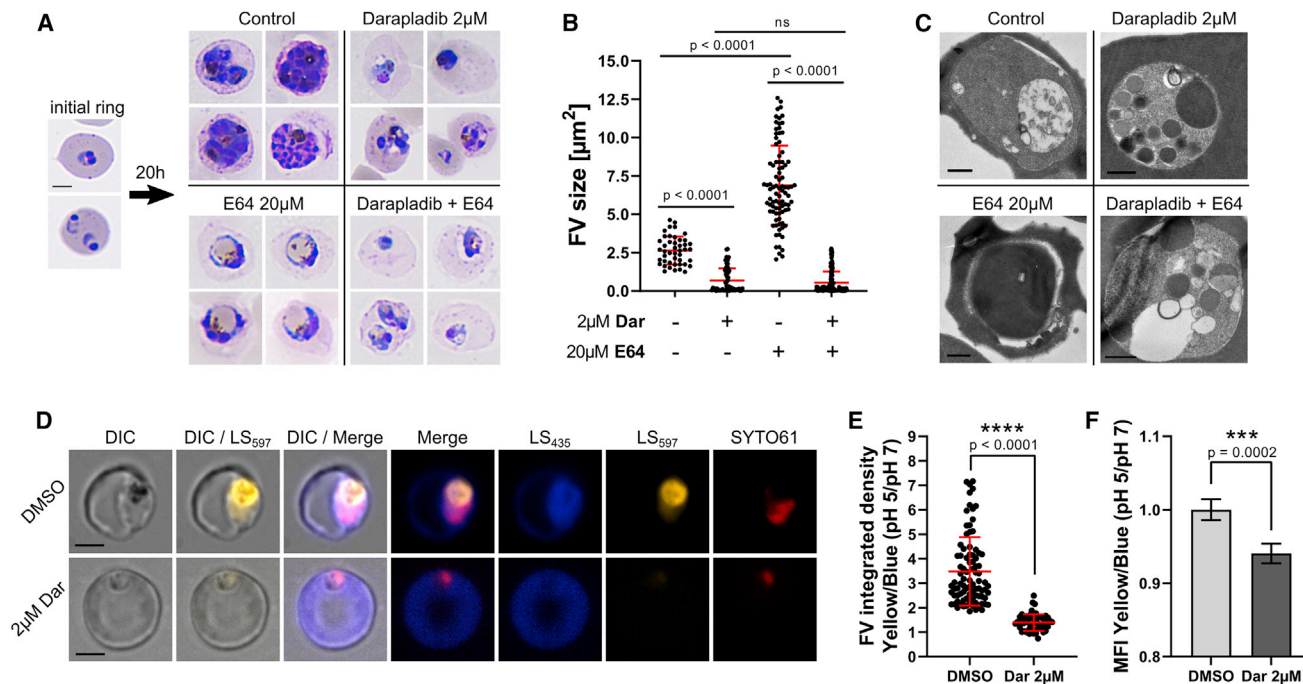 A
Control
Darapladib 2µM
initial ring
20h
E64 20µM
Darapladib + E64
B
ns
p < 0.0001
p < 0.0001
p < 0.0001
FV size [µm²]
15.0
12.5
10.0
7.5
5.0
2.5
0.0
2µM Dar - + - +
20µM E64 - - + +
C
Control
Darapladib 2µM
E64 20µM
Darapladib + E64
D
DIC
DIC / LS₅₉₇
DIC / Merge
Merge
LS₄₃₅
LS₅₉₇
SYTO61
DMSO
2µM Dar
E
****
p < 0.0001
FV integrated density
Yellow/Blue (pH 5/pH 7)
9
8
7
6
5
4
3
2
1
0
DMSO
Dar 2µM
F
***
p = 0.0002
MFI Yellow/Blue (pH 5/pH 7)
1.1
1.0
0.9
0.8
DMSO
Dar 2µM